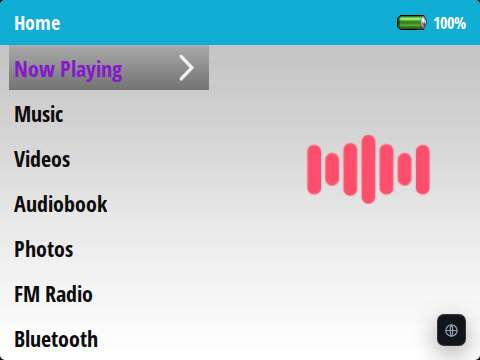 Home
100%
Now Playing
Music
Videos
Audiobook
Photos
FM Radio
Bluetooth